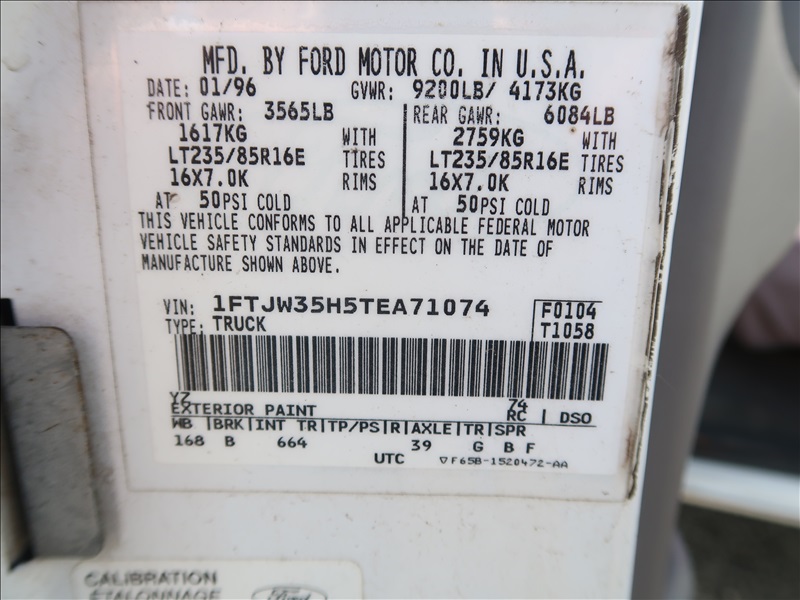 MFD. BY FORD MOTOR CO. IN U.S.A.
DATE: 01/96 GVWR: 9200LB/ 4173KG
FRONT GAWR: 3565LB REAR GAWR: 6084LB
1617KG WITH 2759KG WITH
LT235/85R16E TIRES LT235/85R16E TIRES
16X7.0K RIMS 16X7.0K RIMS
AT 50PSI COLD AT 50PSI COLD
THIS VEHICLE CONFORMS TO ALL APPLICABLE FEDERAL MOTOR
VEHICLE SAFETY STANDARDS IN EFFECT ON THE DATE OF
MANUFACTURE SHOWN ABOVE.
VIN: 1FTJW35H5TEA71074 F0104
TYPE: TRUCK T1058
YZ 74
EXTERIOR PAINT RC | DSO
WB |BRK|INT TR|TP/PS|R|AXLE|TR|SPR
168 B 664 39 G B F
UTC ▽F65B-1520472-AA
CALIBRATION
ÉTALONNAGE Ford